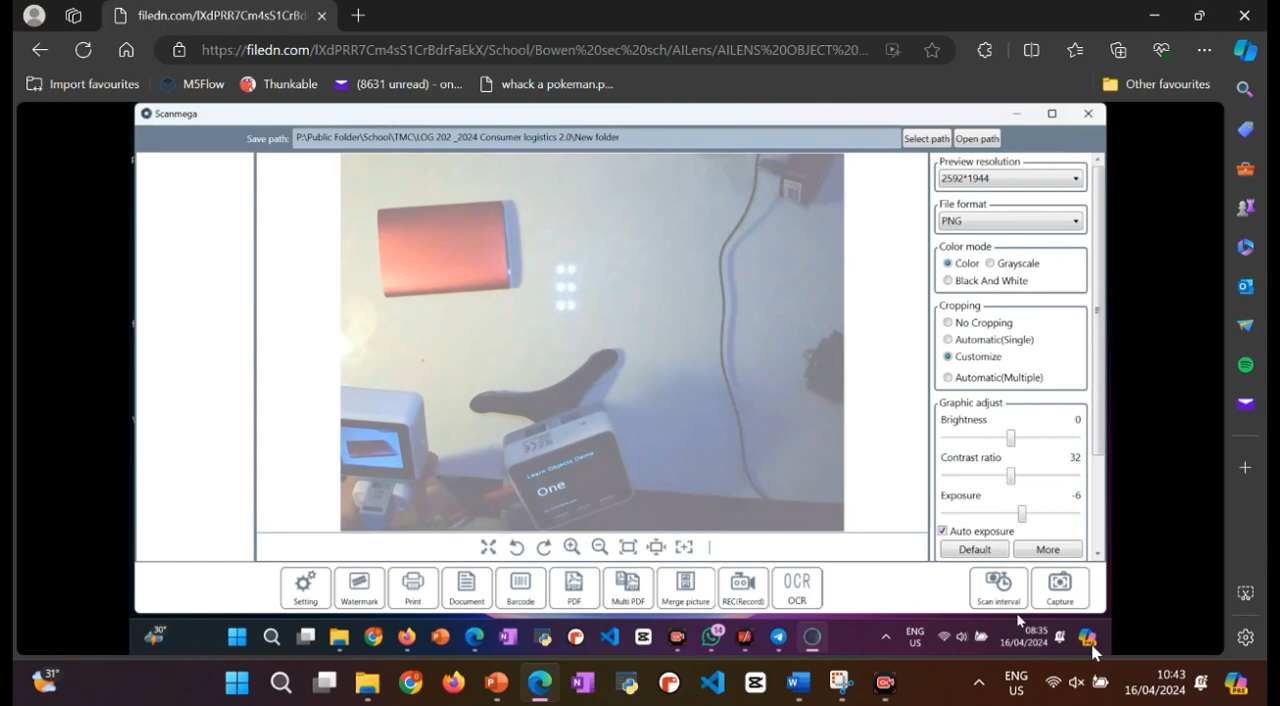 filedn.com/lXdPRR7Cm4sS1CrBd
https://filedn.com/lXdPRR7Cm4sS1CrBdrFaEkX/School/Bowen%20sec%20sch/AILens/AILENS%20OBJECT%20...
Import favourites
M5Flow
Thunkable
(8631 unread) - on...
whack a pokeman.p...
Other favourites
Scanmega
Save path:
P:\Public Folder\School\TMC\LOG 202 _2024 Consumer logistics 2.0\New folder
Select path
Open path
Preview resolution
2592*1944
File format
PNG
Color mode
Color
Grayscale
Black And White
Cropping
No Cropping
Automatic(Single)
Customize
Automatic(Multiple)
Graphic adjust
Brightness 0
Contrast ratio 32
Exposure -6
Auto exposure
Default
More
Learn Objects Demo
One
Setting
Watermark
Print
Document
Barcode
PDF
Multi PDF
Merge picture
REC(Record)
OCR
OCR
Scan interval
Capture
30°
14
ENG
US
08:35
16/04/2024
31°
ENG
US
10:43
16/04/2024
PRE